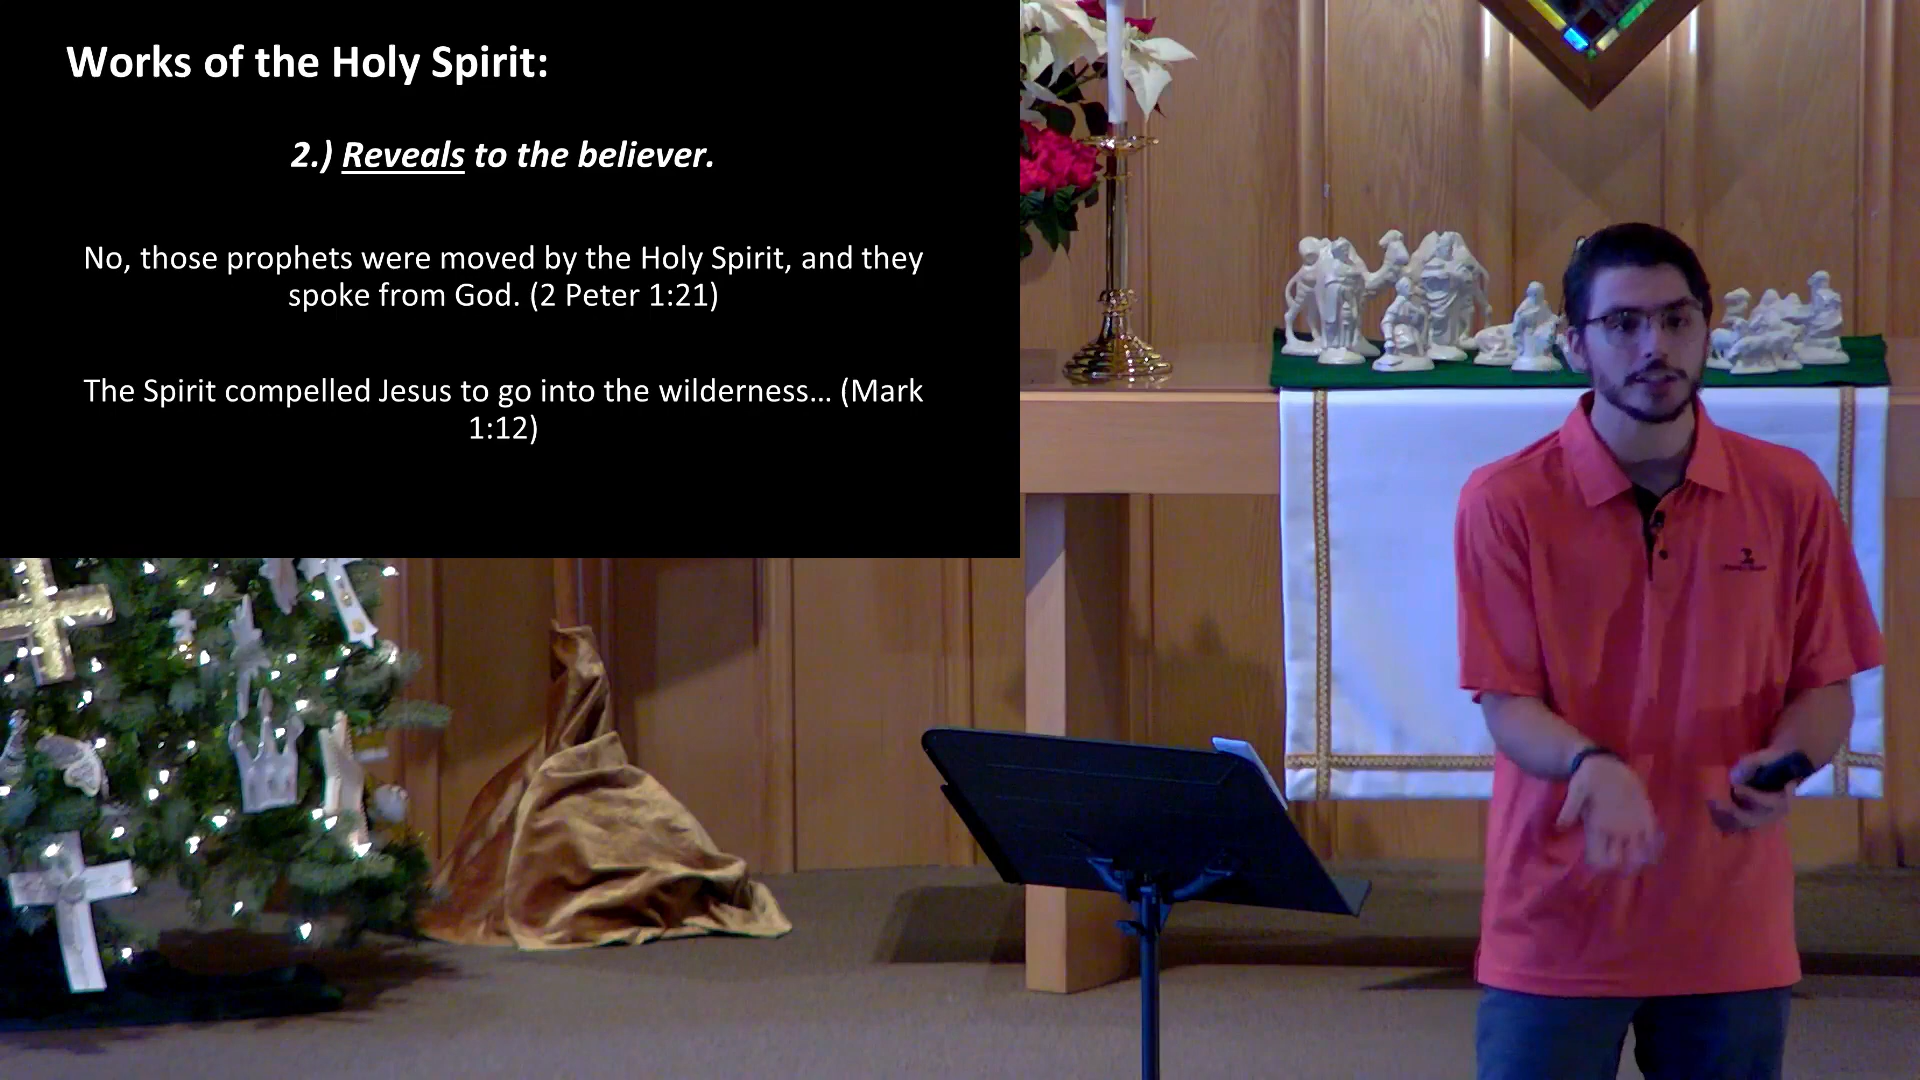 Works of the Holy Spirit:
2.) Reveals to the believer.
No, those prophets were moved by the Holy Spirit, and they
spoke from God. (2 Peter 1:21)
The Spirit compelled Jesus to go into the wilderness... (Mark
1:12)